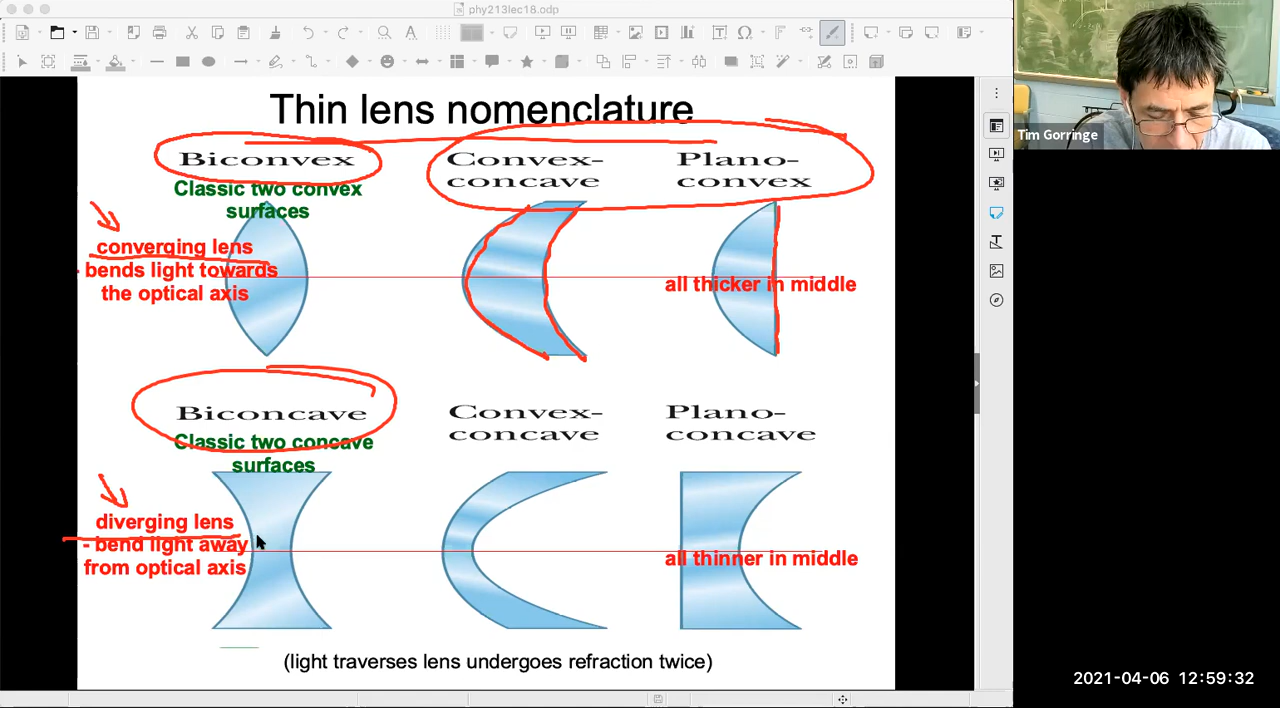 phy213lec18.odp
Thin lens nomenclature
Biconvex
Convex-
concave
Plano-
convex
Classic two convex
surfaces
converging lens
- bends light towards
the optical axis
all thicker in middle
Biconcave
Convex-
concave
Plano-
concave
Classic two concave
surfaces
diverging lens
- bend light away
from optical axis
all thinner in middle
(light traverses lens undergoes refraction twice)
Tim Gorringe
2021-04-06 12:59:32